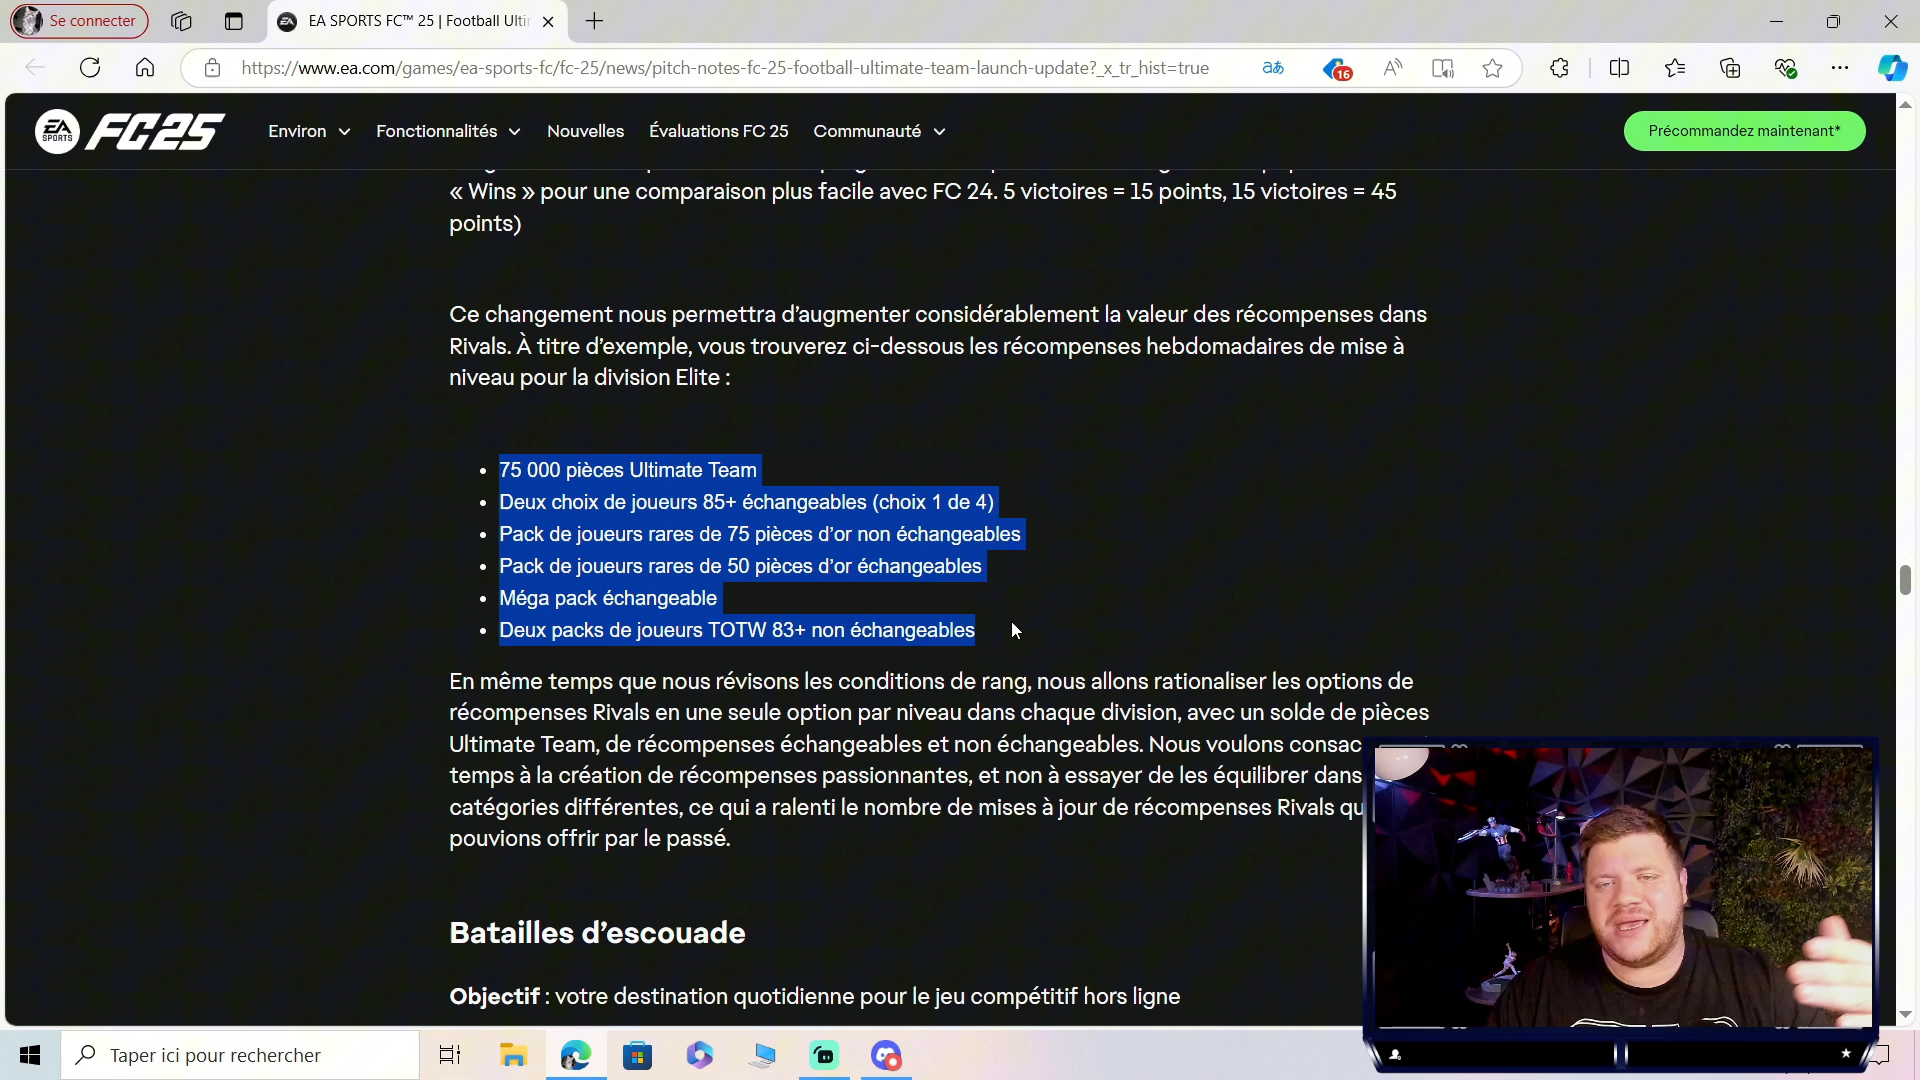 Se connecter
EA SPORTS FC™ 25 | Football Ulti
https://www.ea.com/games/ea-sports-fc/fc-25/news/pitch-notes-fc-25-football-ultimate-team-launch-update?_x_tr_hist=true
aあ
16
EA SPORTS FC25
Environ
Fonctionnalités
Nouvelles
Évaluations FC 25
Communauté
Précommandez maintenant*
« Wins » pour une comparaison plus facile avec FC 24. 5 victoires = 15 points, 15 victoires = 45
points)
Ce changement nous permettra d’augmenter considérablement la valeur des récompenses dans
Rivals. À titre d’exemple, vous trouverez ci-dessous les récompenses hebdomadaires de mise à
niveau pour la division Elite :
• 75 000 pièces Ultimate Team
• Deux choix de joueurs 85+ échangeables (choix 1 de 4)
• Pack de joueurs rares de 75 pièces d’or non échangeables
• Pack de joueurs rares de 50 pièces d’or échangeables
• Méga pack échangeable
• Deux packs de joueurs TOTW 83+ non échangeables
En même temps que nous révisons les conditions de rang, nous allons rationaliser les options de
récompenses Rivals en une seule option par niveau dans chaque division, avec un solde de pièces
Ultimate Team, de récompenses échangeables et non échangeables. Nous voulons consac
temps à la création de récompenses passionnantes, et non à essayer de les équilibrer dans
catégories différentes, ce qui a ralenti le nombre de mises à jour de récompenses Rivals qu
pouvions offrir par le passé.
Batailles d’escouade
Objectif : votre destination quotidienne pour le jeu compétitif hors ligne
Taper ici pour rechercher